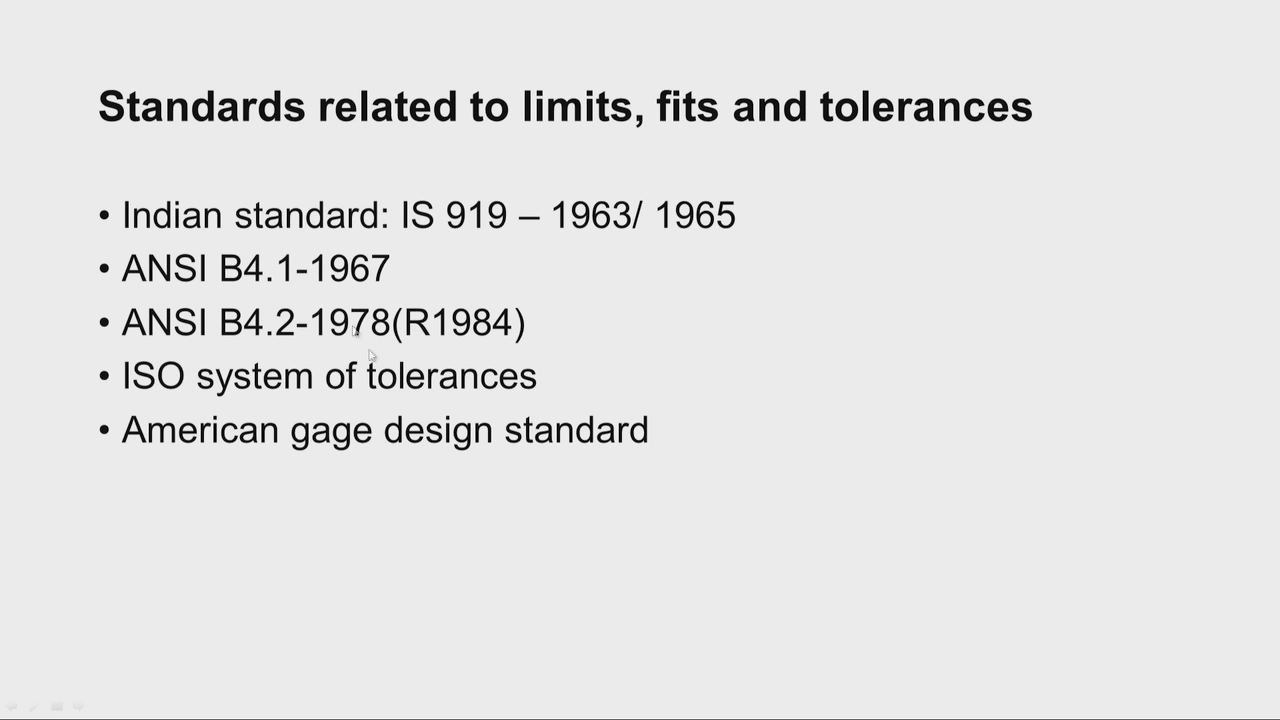 Standards related to limits, fits and tolerances
• Indian standard: IS 919 – 1963/ 1965
• ANSI B4.1-1967
• ANSI B4.2-1978(R1984)
• ISO system of tolerances
• American gage design standard